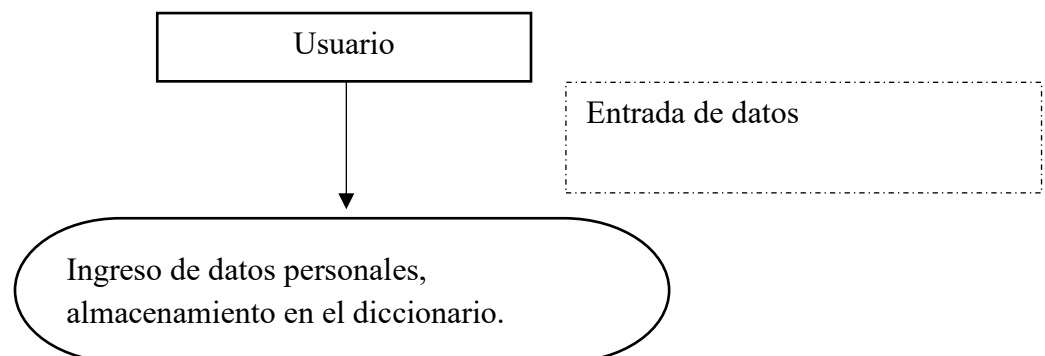 Usuario
Entrada de datos
Ingreso de datos personales,
almacenamiento en el diccionario.